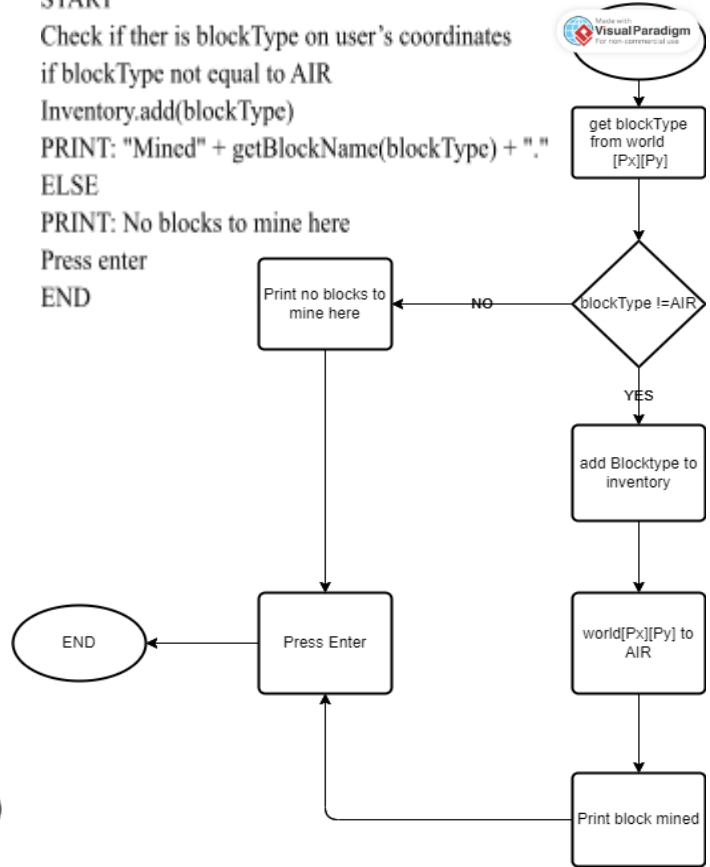 START
Check if ther is blockType on user's coordinates
if blockType not equal to AIR
Inventory.add(blockType)
PRINT: "Mined" + getBlockName(blockType) + "."
ELSE
PRINT: No blocks to mine here
Press enter
END
Made with
VisualParadigm
For non-commercial use
get blockType
from world
[Px][Py]
blockType !=AIR
NO
Print no blocks to
mine here
YES
add Blocktype to
inventory
world[Px][Py] to
AIR
Print block mined
Press Enter
END